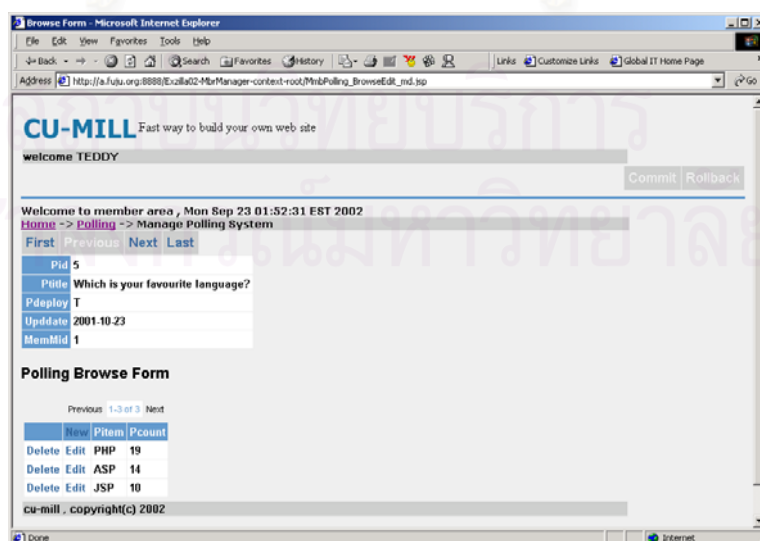 Browse Form - Microsoft Internet Explorer
File Edit View Favorites Tools Help
Back Search Favorites History Links Customize Links Global IT Home Page
Address http://a.fuju.org:8888/Exzilla02-MbrManager-context-root/MmbPolling_BrowseEdit_md.jsp Go
CU-MILL Fast way to build your own web site
welcome TEDDY
Commit Rollback
Welcome to member area , Mon Sep 23 01:52:31 EST 2002
Home -> Polling -> Manage Polling System
First Previous Next Last
Pid 5
Ptitle Which is your favourite language?
Pdeploy T
Upddate 2001-10-23
MemMid 1
Polling Browse Form
Previous 1-3 of 3 Next
New Pitem Pcount
Delete Edit PHP 19
Delete Edit ASP 14
Delete Edit JSP 10
cu-mill , copyright(c) 2002
Done Internet